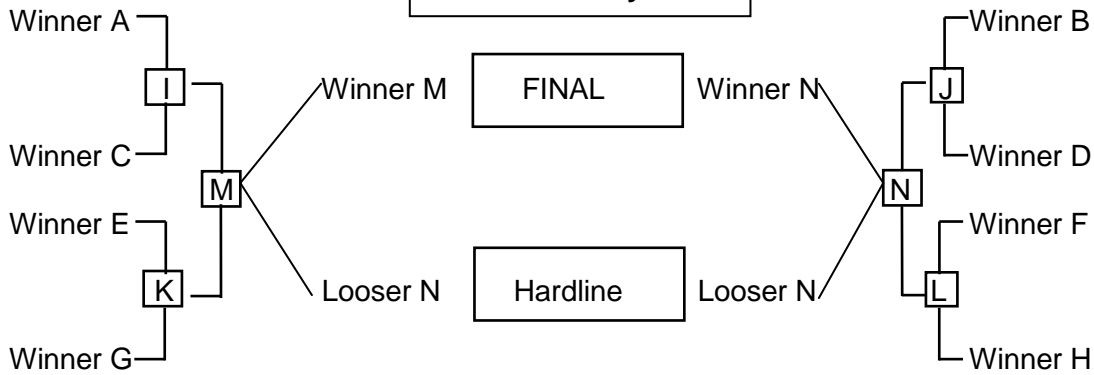 Winner A
Winner B
Winner M
FINAL
Winner N
I
J
Winner C
Winner D
M
N
Winner E
Winner F
Looser N
Hardline
Looser N
K
L
Winner G
Winner H